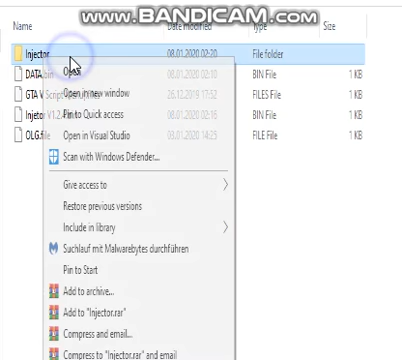 www.BANDICAM.com
Name Date modified Type Size
Injector 08.01.2020 02:20 File folder
DATA.bin 08.01.2020 02:10 BIN File 1 KB
GTA V Script 26.12.2019 17:52 FILES File 1 KB
Injetor V1.2 08.01.2020 02:16 BIN File 1 KB
OLG.file 03.01.2020 14:25 FILE File 1 KB
Open
Open in new window
Pin to Quick access
Open in Visual Studio
Scan with Windows Defender...
Give access to
Restore previous versions
Include in library
Suchlauf mit Malwarebytes durchführen
Pin to Start
Add to archive...
Add to "Injector.rar"
Compress and email...
Compress to "Injector.rar" and email